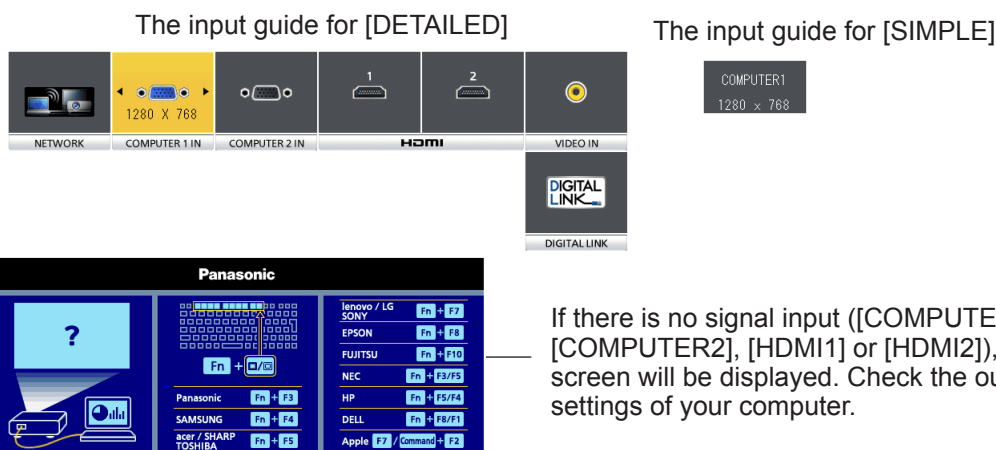 The input guide for [DETAILED]
The input guide for [SIMPLE]
1280 X 768
1
2
NETWORK
COMPUTER 1 IN
COMPUTER 2 IN
HDMI
VIDEO IN
DIGITAL
LINK
DIGITAL LINK
COMPUTER1
1280 x 768
Panasonic
?
Fn +
Panasonic Fn + F3
SAMSUNG Fn + F4
acer / SHARP
TOSHIBA Fn + F5
lenovo / LG
SONY Fn + F7
EPSON Fn + F8
FUJITSU Fn + F10
NEC Fn + F3/F5
HP Fn + F5/F4
DELL Fn + F8/F1
Apple F7 / Command + F2
If there is no signal input ([COMPUTE
[COMPUTER2], [HDMI1] or [HDMI2]),
screen will be displayed. Check the ou
settings of your computer.